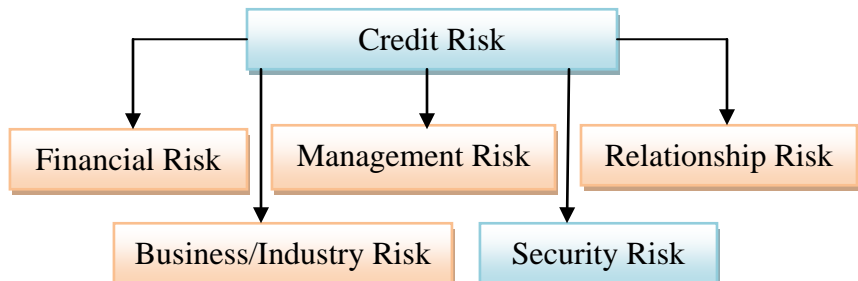 Credit Risk
Financial Risk
Management Risk
Relationship Risk
Business/Industry Risk
Security Risk